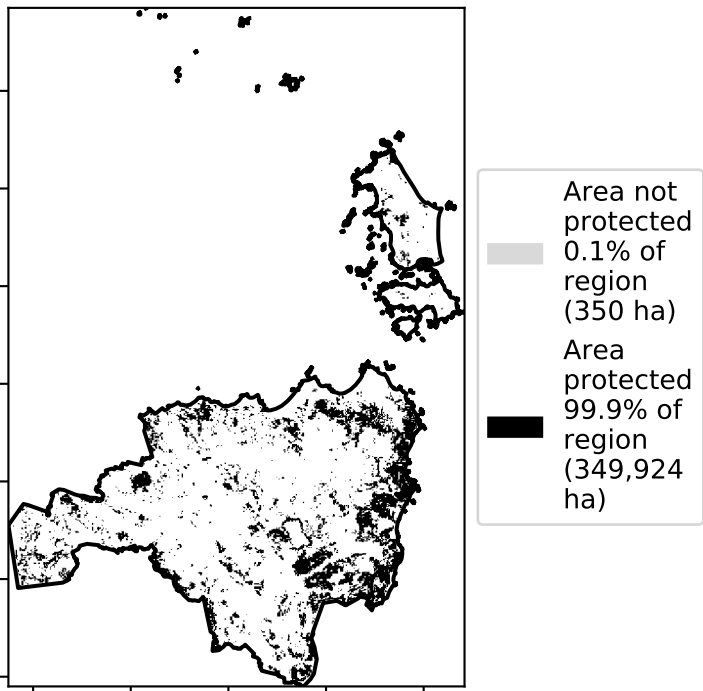 Area not
protected
0.1% of
region
(350 ha)
Area
protected
99.9% of
region
(349,924
ha)